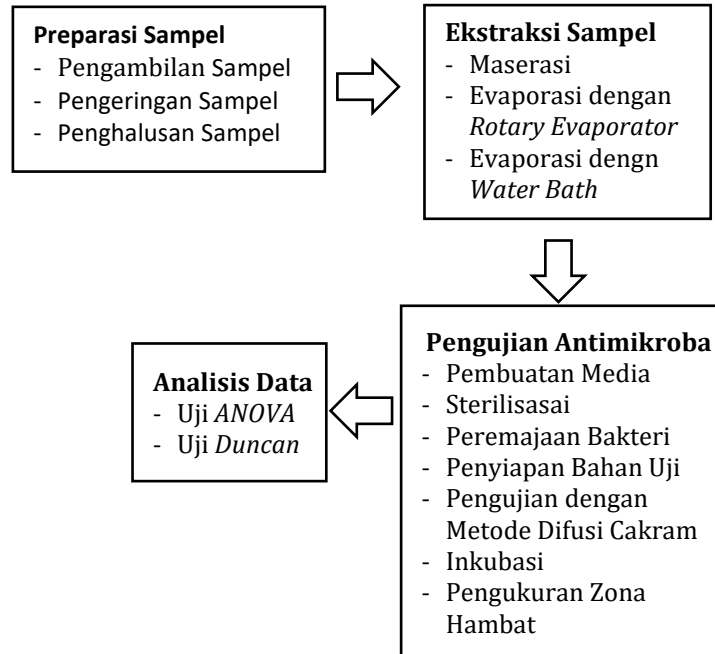 Preparasi Sampel
- Pengambilan Sampel
- Pengeringan Sampel
- Penghalusan Sampel
Ekstraksi Sampel
- Maserasi
- Evaporasi dengan
Rotary Evaporator
- Evaporasi dengn
Water Bath
Pengujian Antimikroba
- Pembuatan Media
- Sterilisasai
- Peremajaan Bakteri
- Penyiapan Bahan Uji
- Pengujian dengan
Metode Difusi Cakram
- Inkubasi
- Pengukuran Zona
Hambat
Analisis Data
- Uji ANOVA
- Uji Duncan